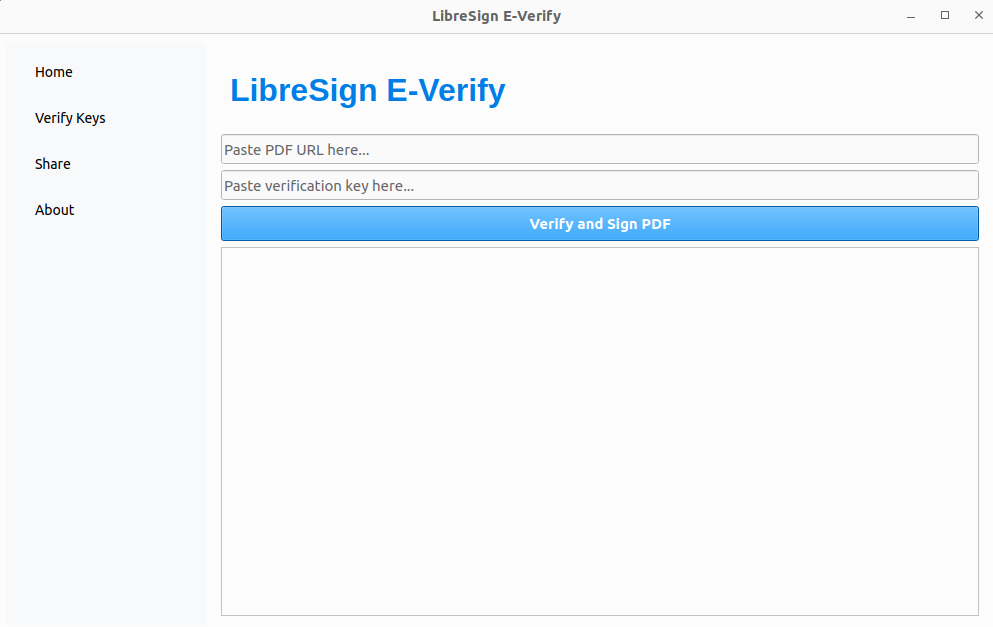 LibreSign E-Verify
Home
Verify Keys
Share
About
LibreSign E-Verify
Paste PDF URL here...
Paste verification key here...
Verify and Sign PDF